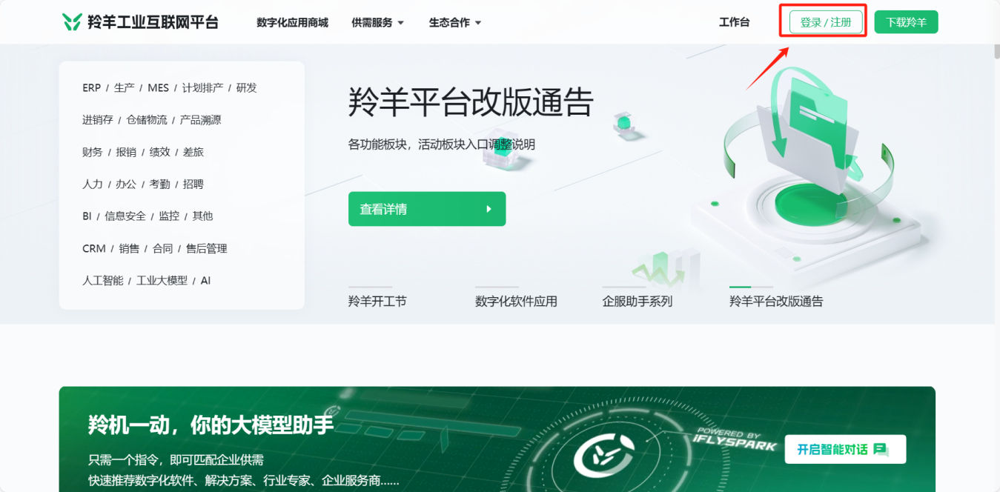 羚羊工业互联网平台
数字化应用商城
供需服务
生态合作
工作台
登录 / 注册
下载羚羊
ERP / 生产 / MES / 计划排产 / 研发
进销存 / 仓储物流 / 产品溯源
财务 / 报销 / 绩效 / 差旅
人力 / 办公 / 考勤 / 招聘
BI / 信息安全 / 监控 / 其他
CRM / 销售 / 合同 / 售后管理
人工智能 / 工业大模型 / AI
羚羊平台改版通告
各功能板块，活动板块入口调整说明
查看详情
羚羊开工节
数字化软件应用
企服助手系列
羚羊平台改版通告
羚机一动，你的大模型助手
只需一个指令，即可匹配企业供需
快速推荐数字化软件、解决方案、行业专家、企业服务商......
POWERED BY
iFLYSPARK
开启智能对话